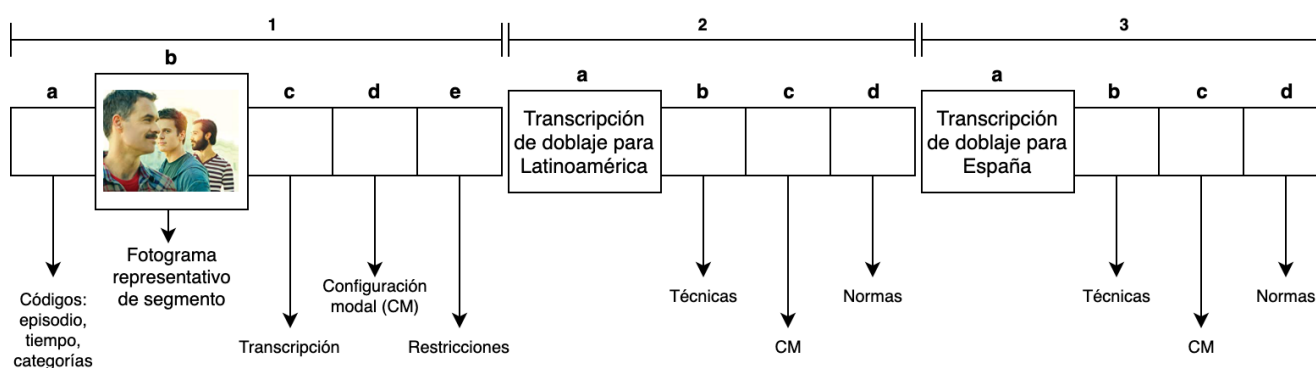 1
2
3
b
a
c
d
e
a
b
c
d
a
b
c
d
Transcripción
de doblaje para
Latinoamérica
Transcripción
de doblaje para
España
Fotograma
representativo
de segmento
Códigos:
episodio,
tiempo,
categorías
Transcripción
Configuración
modal (CM)
Restricciones
Técnicas
CM
Normas
Técnicas
CM
Normas